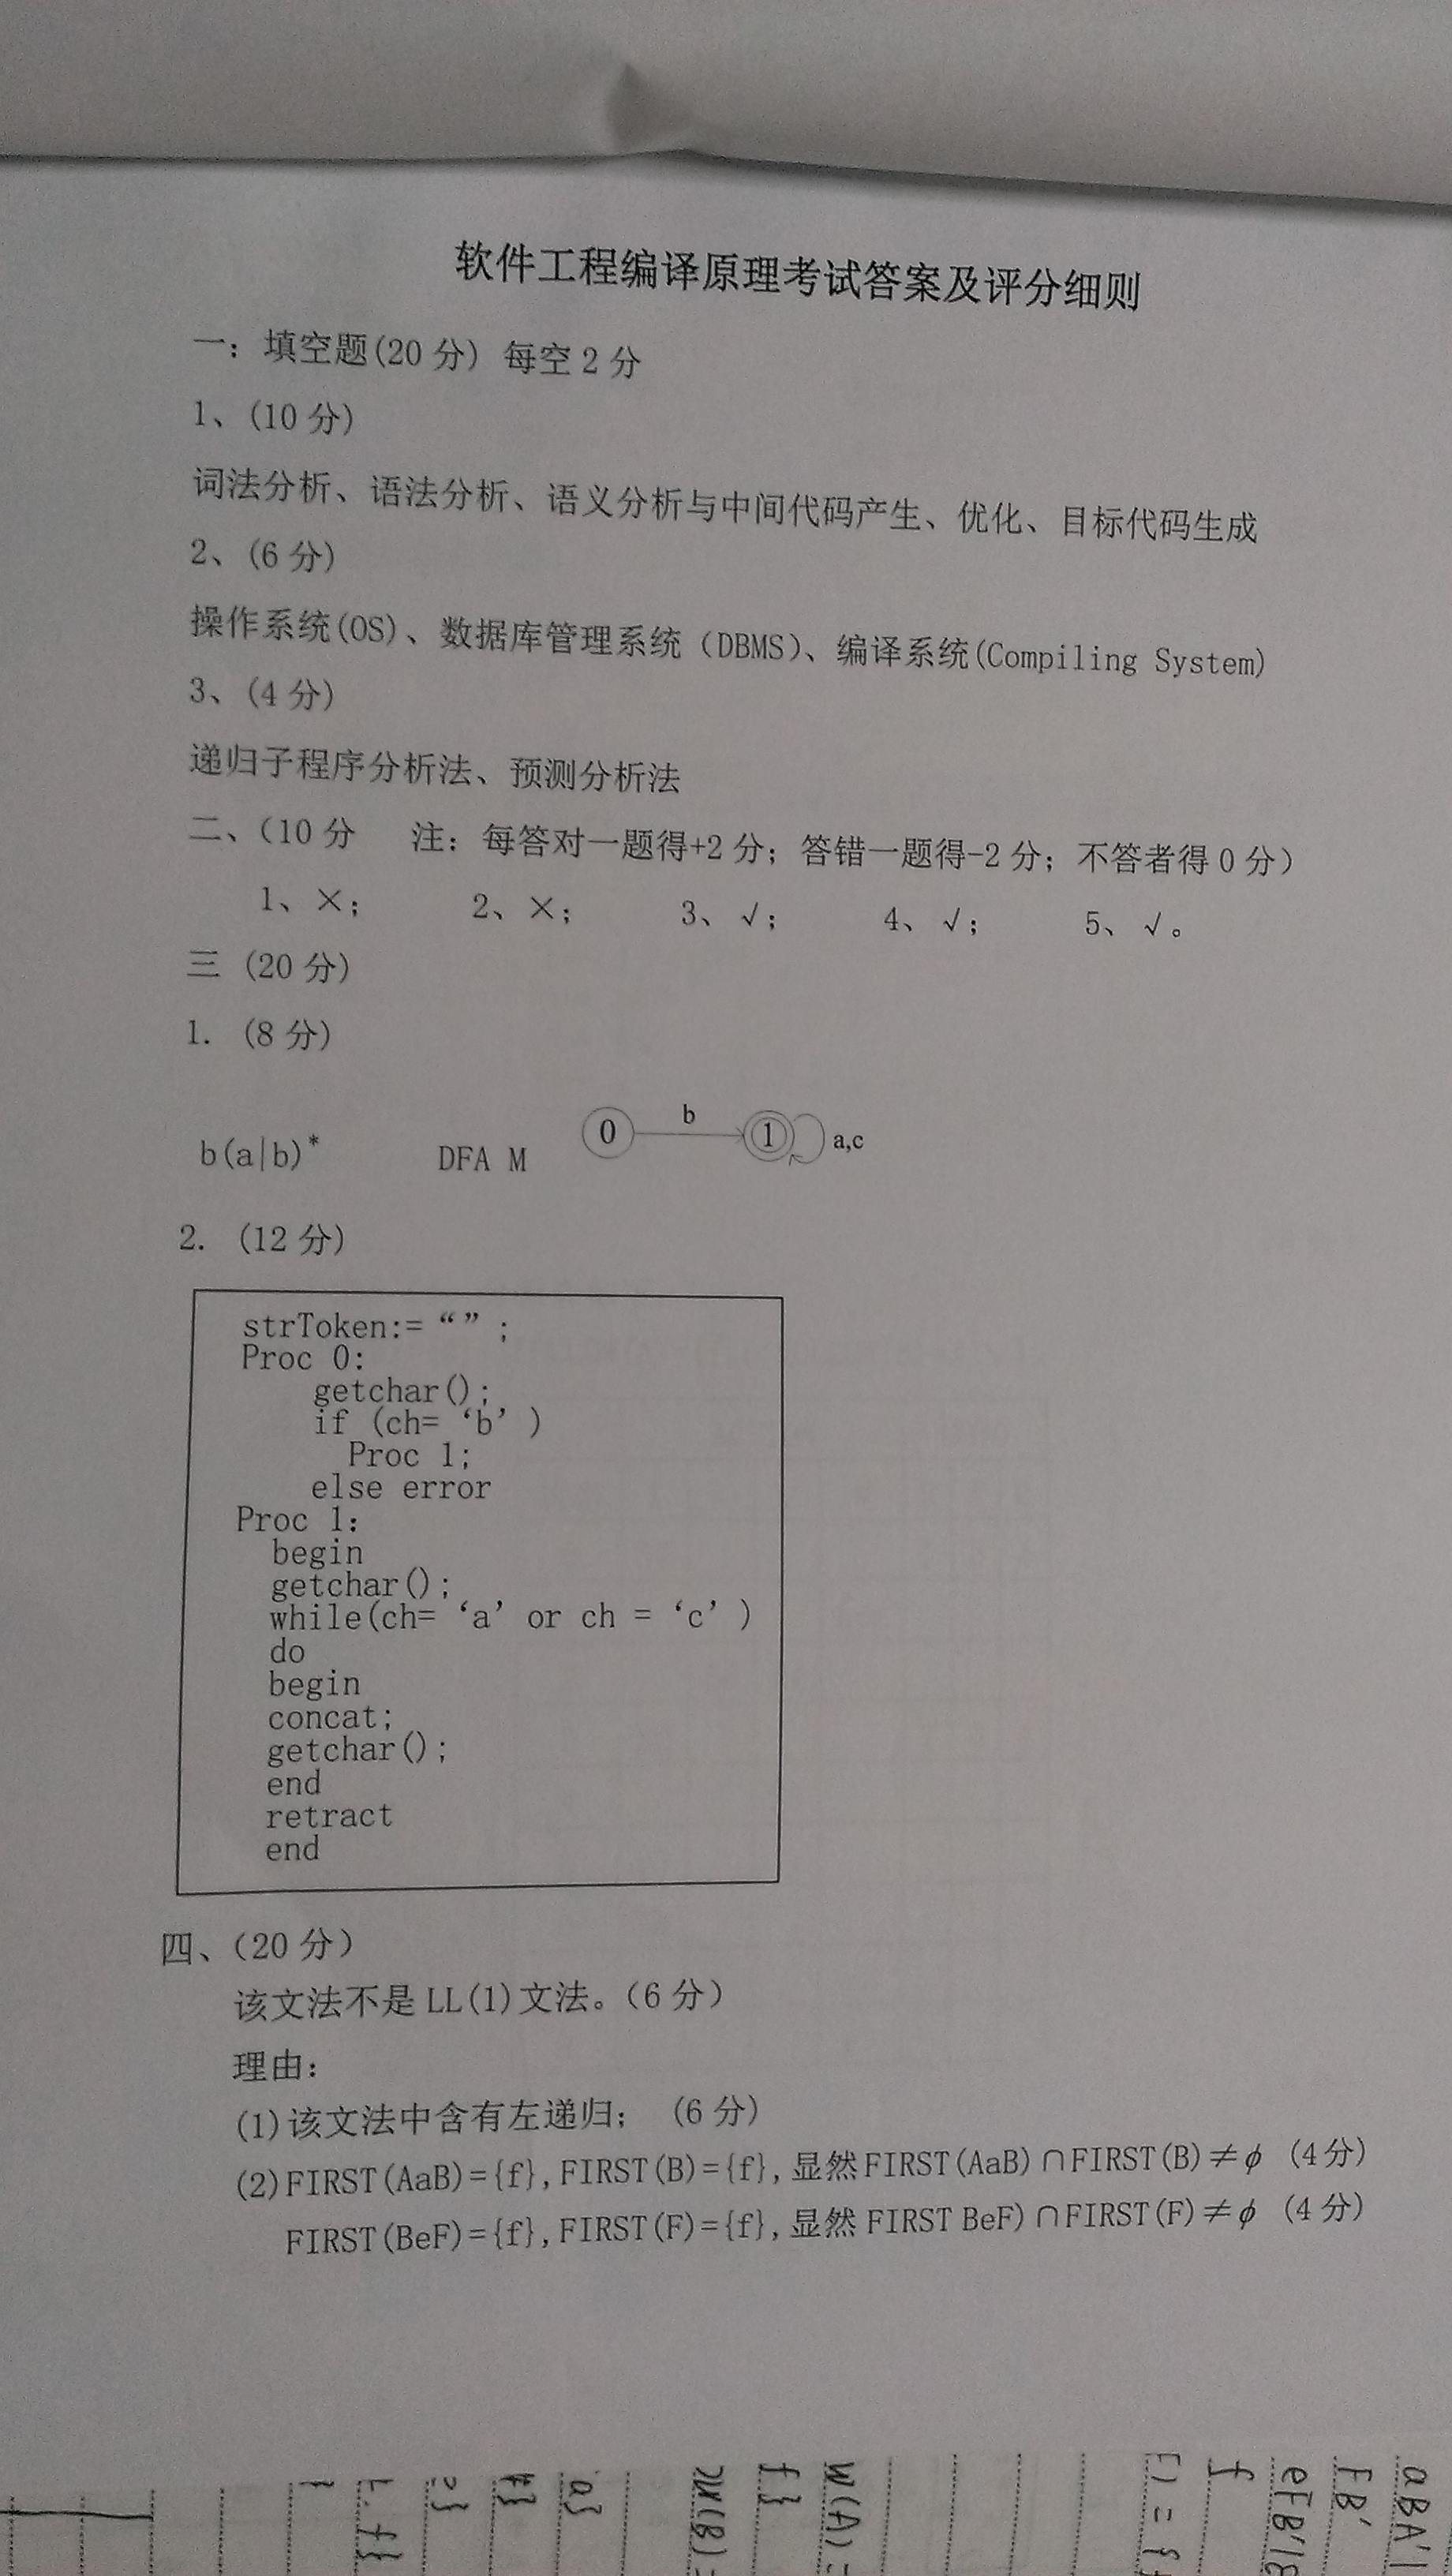 软件工程编译原理考试答案及评分细则
一: 填空题(20 分) 每空 2 分
1、(10 分)
词法分析、语法分析、语义分析与中间代码产生、优化、目标代码生成
2、(6 分)
操作系统(OS)、数据库管理系统 (DBMS)、编译系统(Compiling System)
3、(4 分)
递归子程序分析法、预测分析法
二、(10 分 注: 每答对一题得+2 分; 答错一题得-2 分; 不答者得 0 分)
1、×; 2、×; 3、√; 4、√; 5、√。
三 (20 分)
1. (8 分)
b(a|b)* DFA M 0 b 1 a,c
2. (12 分)
strToken:= “” ;
Proc 0:
getchar();
if (ch= ‘b’ )
Proc 1;
else error
Proc 1:
begin
getchar();
while(ch= ‘a’ or ch = ‘c’ )
do
begin
concat;
getchar();
end
retract
end
四、(20 分)
该文法不是 LL(1)文法。(6 分)
理由:
(1)该文法中含有左递归; (6 分)
(2)FIRST(AaB)={f}, FIRST(B)={f}, 显然 FIRST(AaB)∩FIRST(B)≠ϕ (4 分)
FIRST(BeF)={f}, FIRST(F)={f}, 显然 FIRST BeF)∩FIRST(F)≠ϕ (4 分)
aBA'|
FB'
eFB'|ε
f